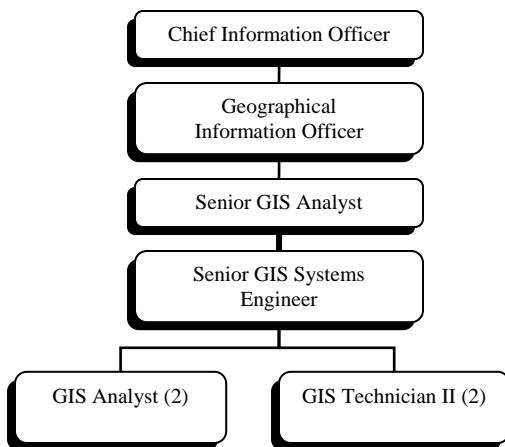 Chief Information Officer
Geographical
Information Officer
Senior GIS Analyst
Senior GIS Systems
Engineer
GIS Analyst (2)
GIS Technician II (2)